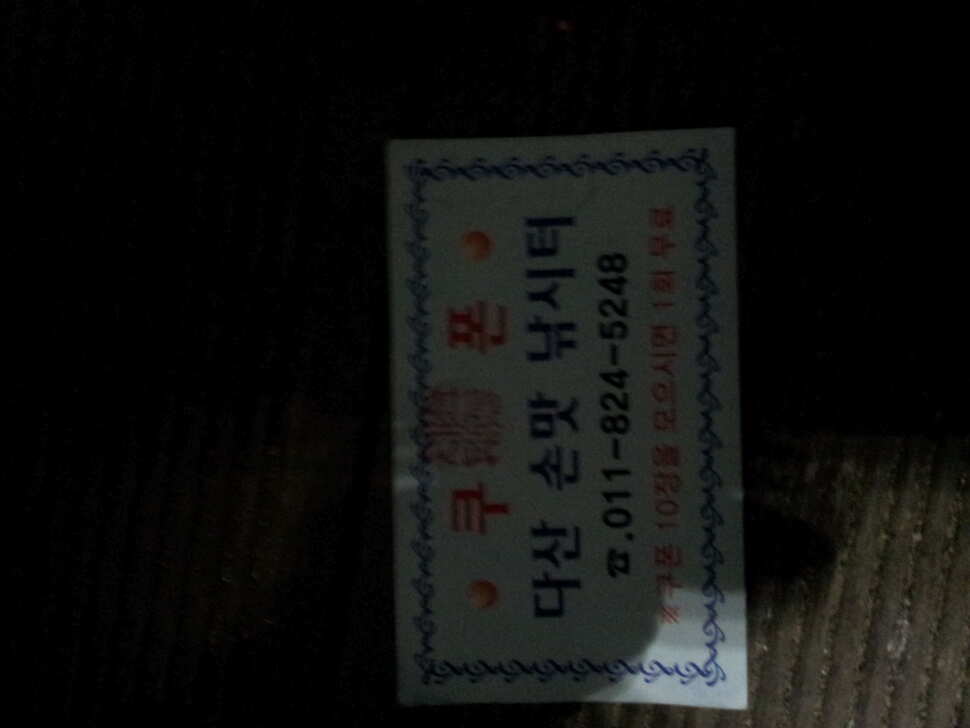 쿠 폰
다산 손맛 낚시터
☎.011-824-5248
※쿠폰 10장을 모으시면 1회 무료